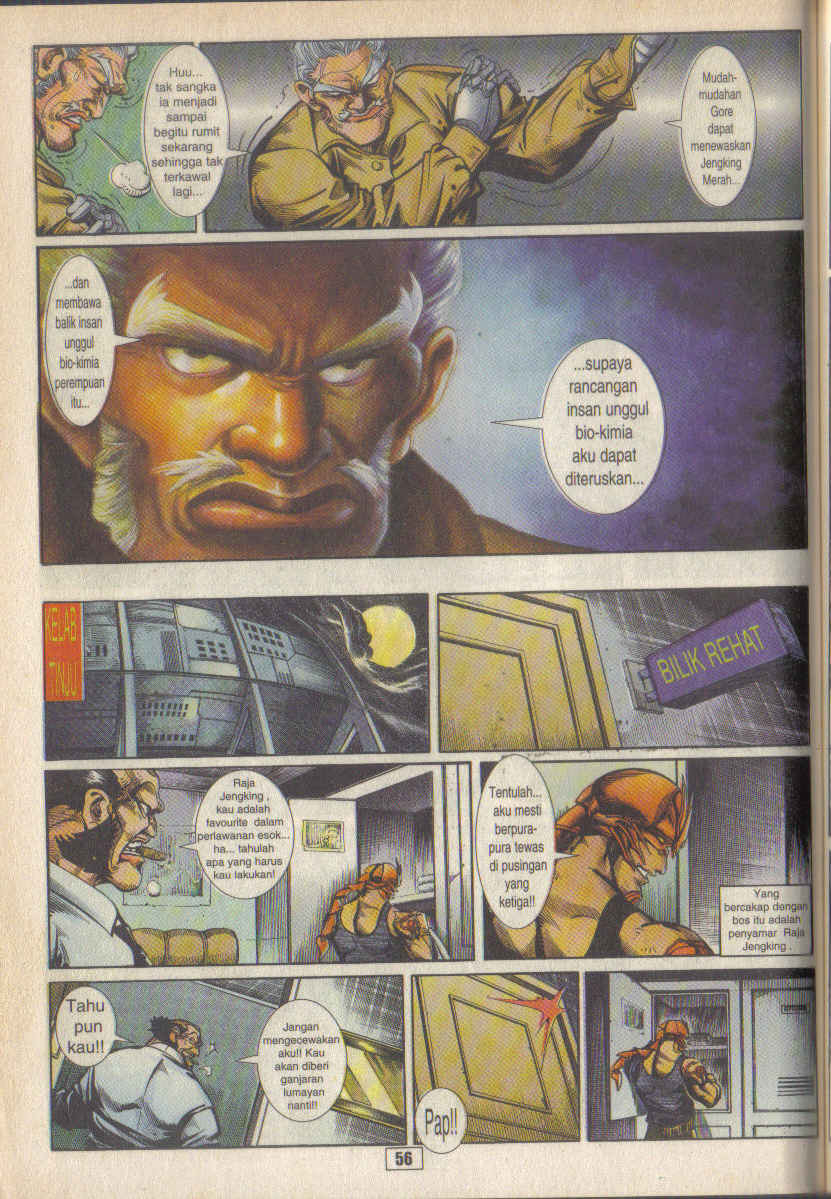 Huu...
tak sangka
ia menjadi
sampai
begitu rumit
sekarang
sehingga tak
terkawal
lagi...
Mudah-
mudahan
Gore
dapat
menewaskan
Jengking
Merah...
...dan
membawa
balik insan
unggul
bio-kimia
perempuan
itu...
...supaya
rancangan
insan unggul
bio-kimia
aku dapat
diteruskan...
KELAB
TINJU
BILIK REHAT
Raja
Jengking ,
kau adalah
favourite dalam
perlawanan esok...
ha... tahulah
apa yang harus
kau lakukan!
Tentulah...
aku mesti
berpura-
pura tewas
di pusingan
yang
ketiga!!
Yang
bercakap dengan
bos itu adalah
penyamar Raja
Jengking .
Tahu
pun
kau!!
Jangan
mengecewakan
aku!! Kau
akan diberi
ganjaran
lumayan
nanti!!
Pap!!
56